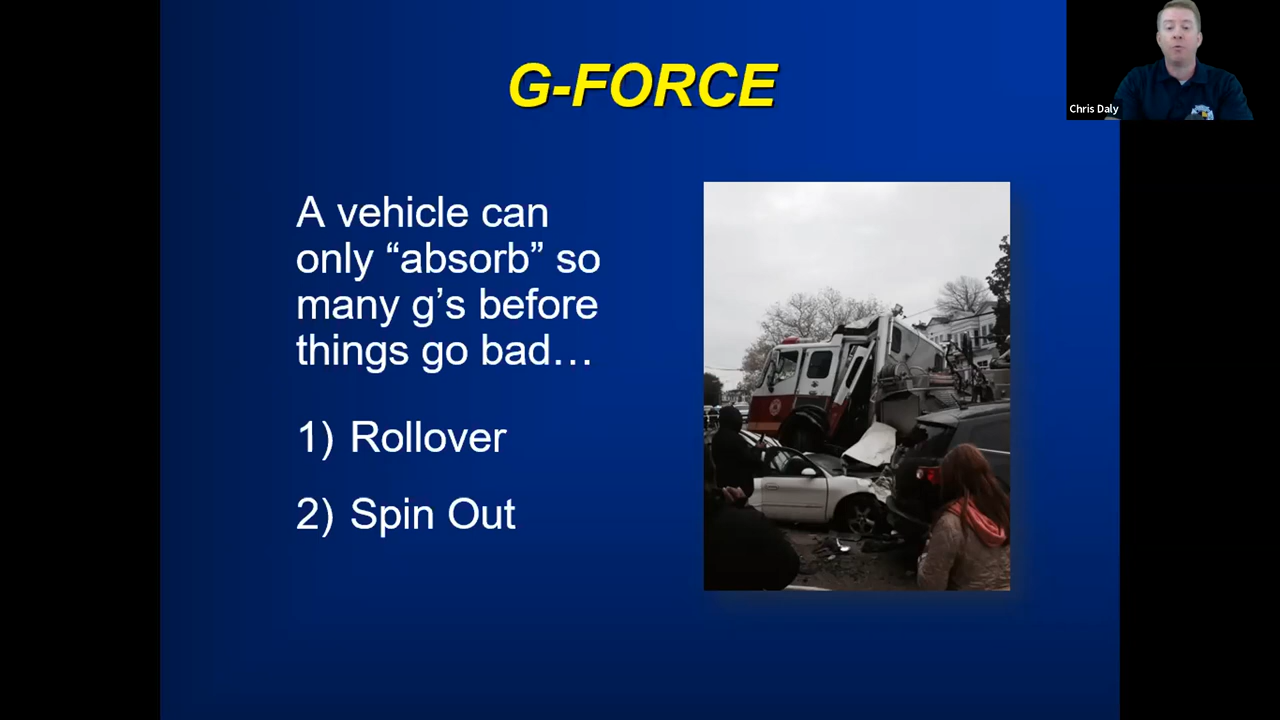 G-FORCE
Chris Daly
A vehicle can
only “absorb” so
many g’s before
things go bad…
1) Rollover
2) Spin Out